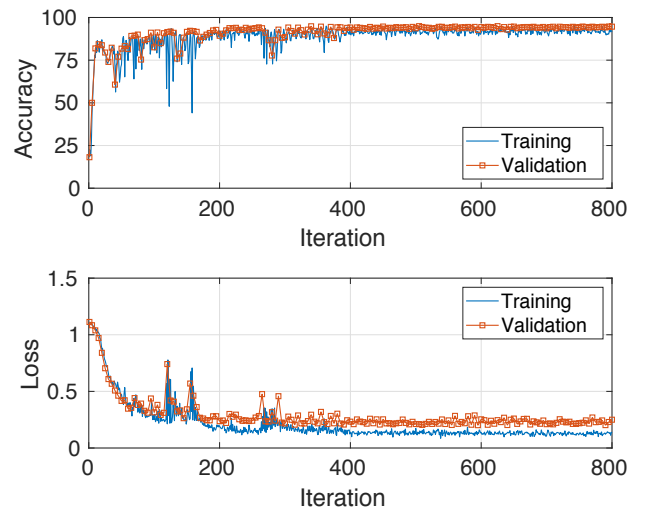 100
75
50
25
0
Accuracy
Training
Validation
0 200 400 600 800
Iteration
1.5
1
0.5
0
Loss
Training
Validation
0 200 400 600 800
Iteration